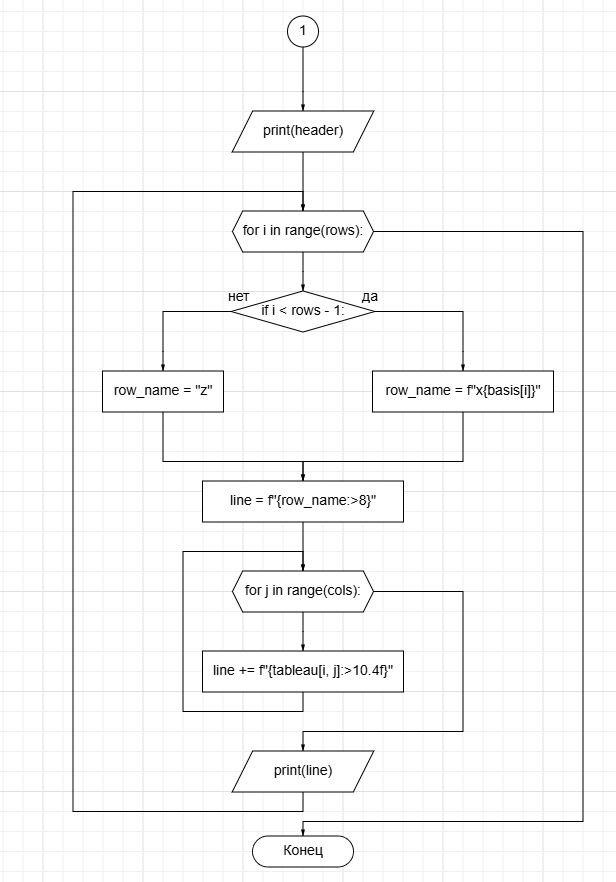 1
print(header)
for i in range(rows):
нет
да
if i < rows - 1:
row_name = "z"
row_name = f"x{basis[i]}"
line = f"{row_name:>8}"
for j in range(cols):
line += f"{tableau[i, j]:>10.4f}"
print(line)
Конец